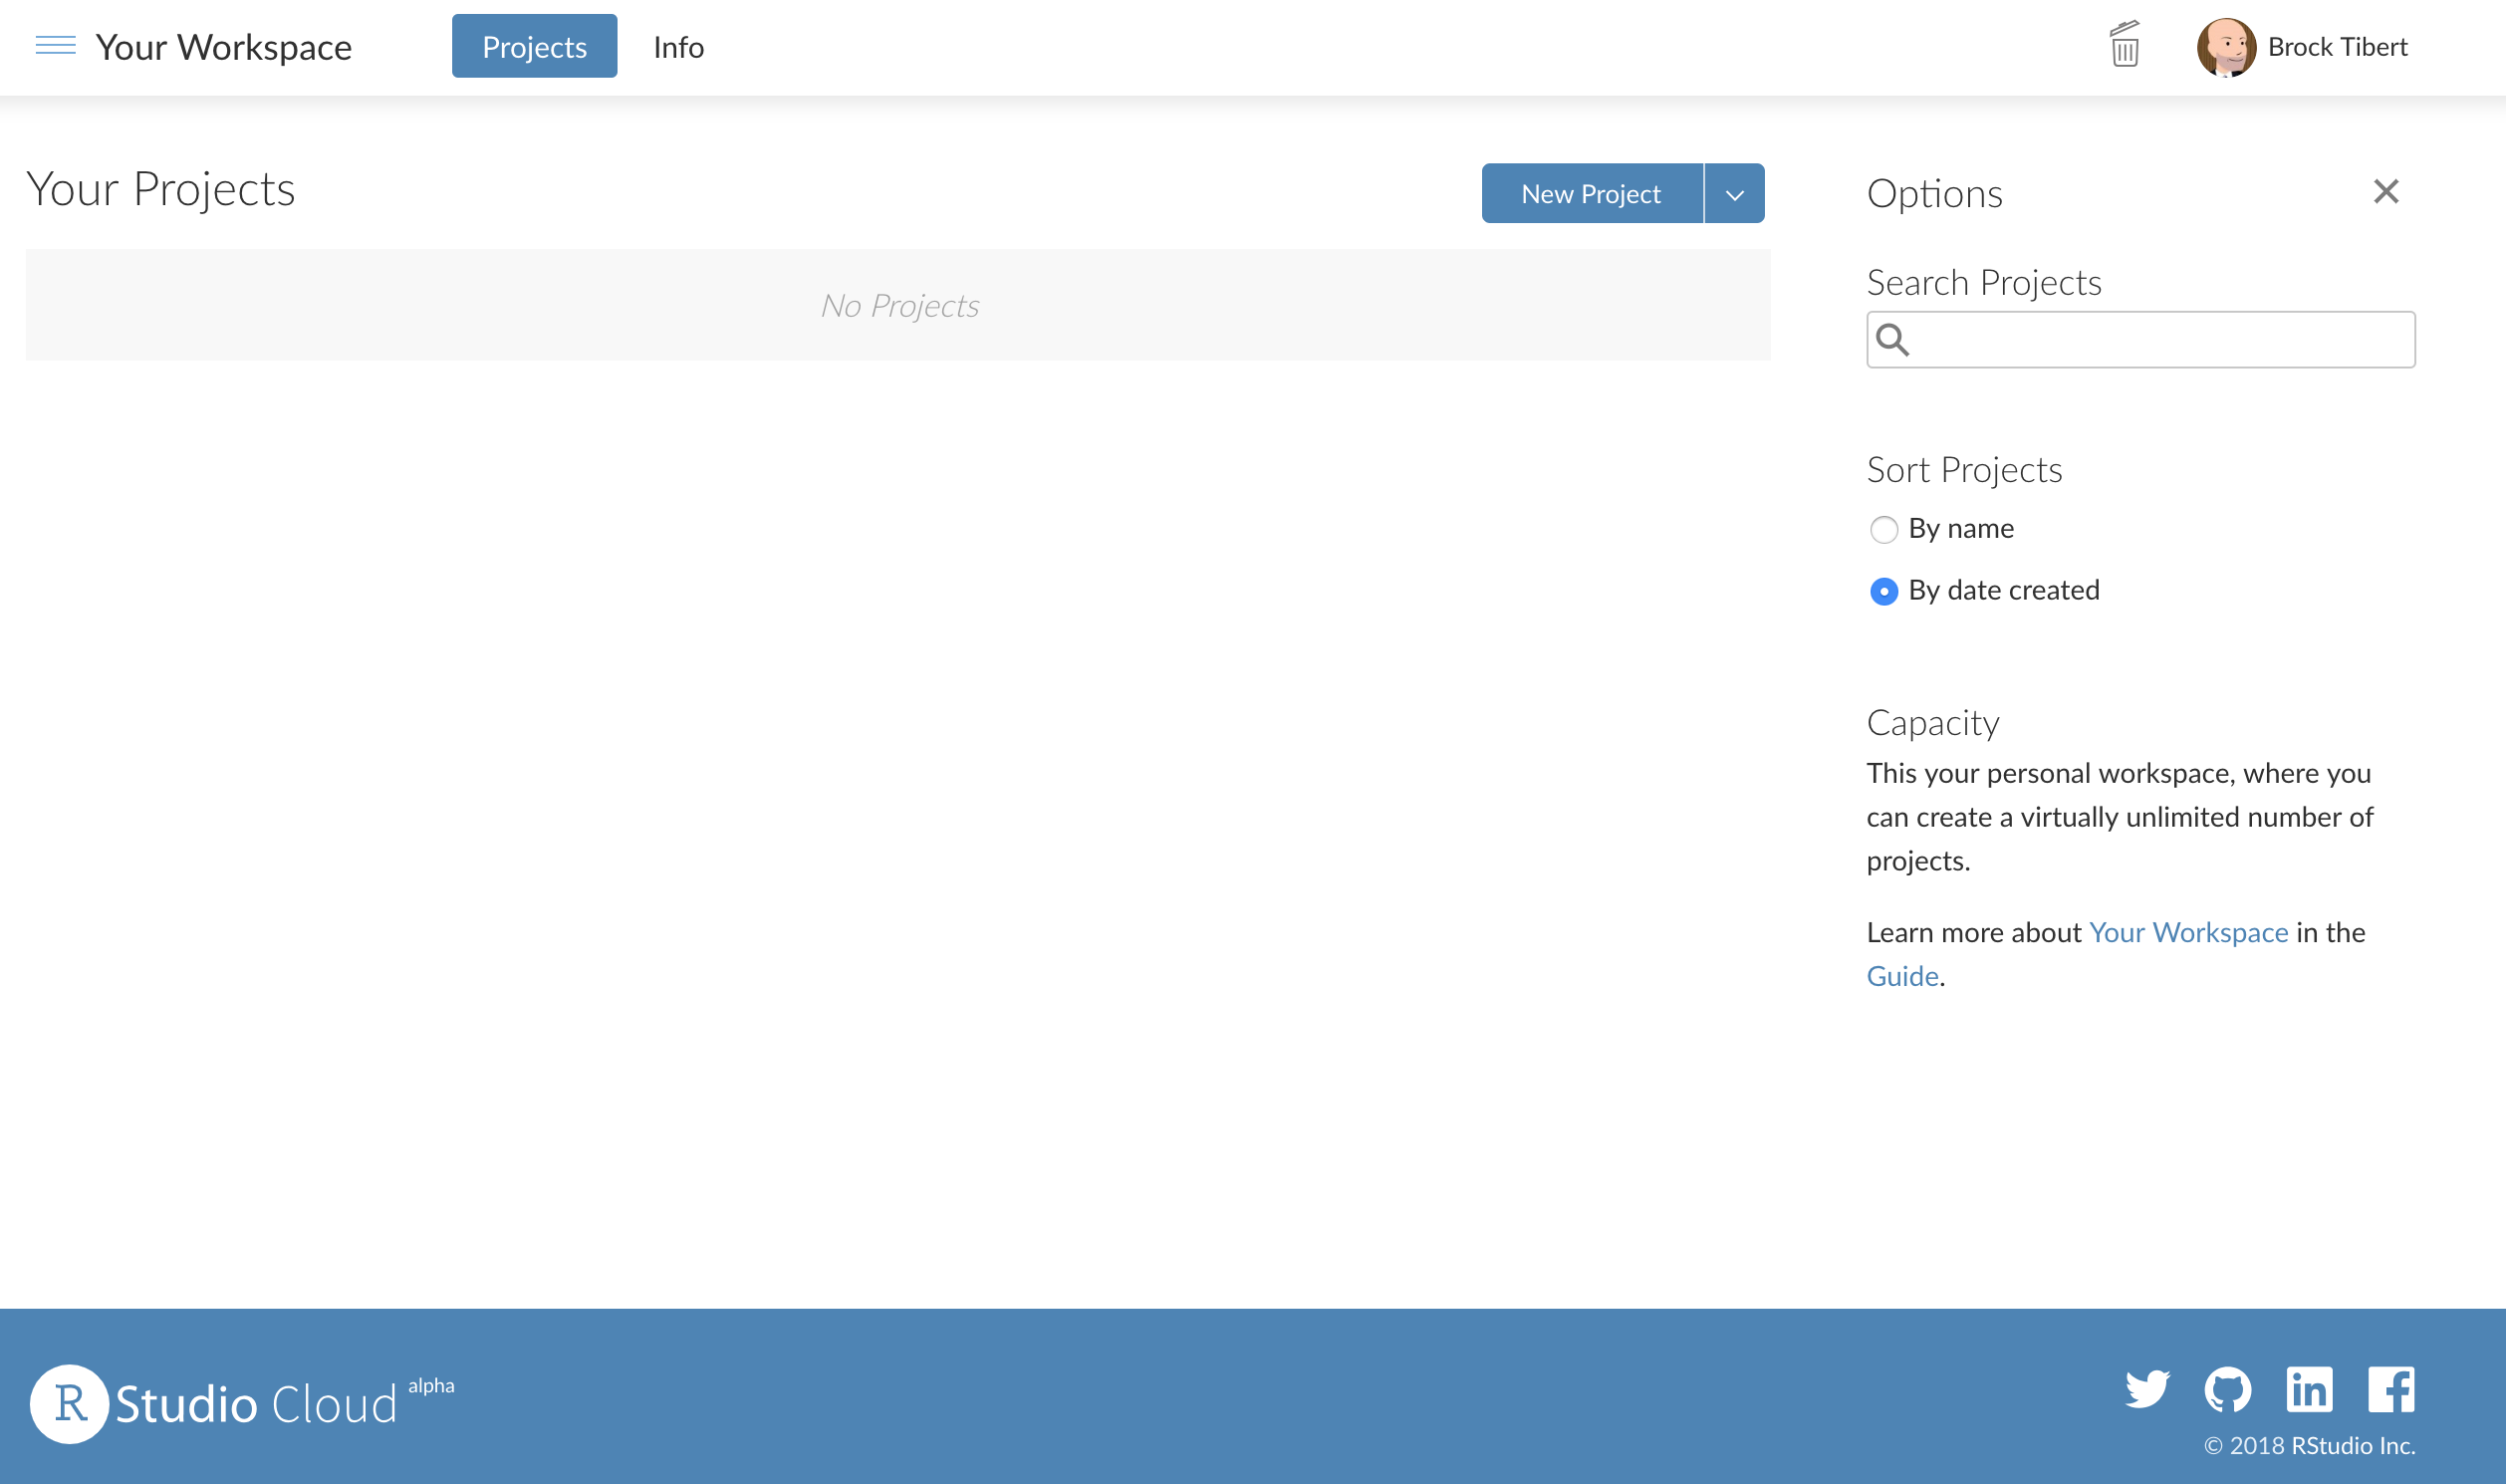 Your Workspace
Projects
Info
Brock Tibert
Your Projects
New Project
No Projects
Options
Search Projects
Sort Projects
By name
By date created
Capacity
This your personal workspace, where you
can create a virtually unlimited number of
projects.
Learn more about Your Workspace in the
Guide.
R Studio Cloud alpha
© 2018 RStudio Inc.